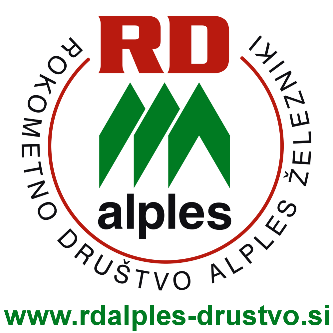 RD
ROKOMETNO DRUŠTVO ALPLES ŽELEZNIKI
alples
www.rdalples-drustvo.si